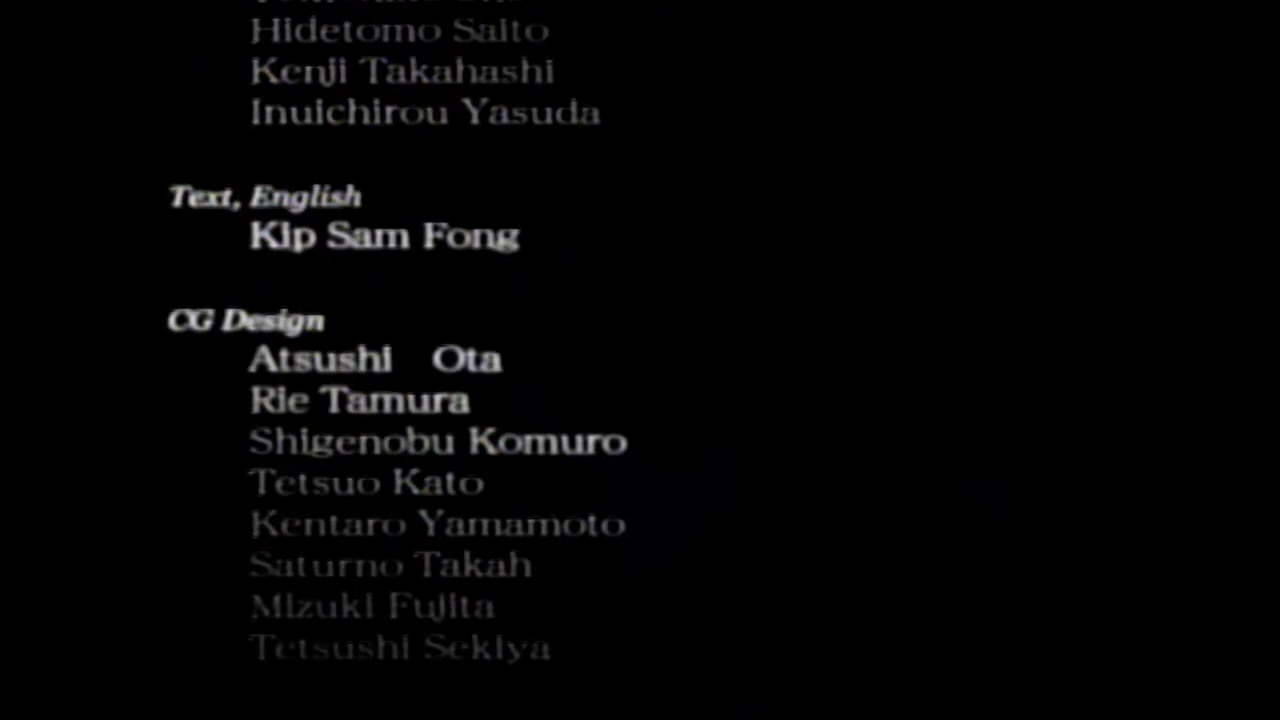 Hidetomo Saito
Kenji Takahashi
Inuichirou Yasuda
Text, English
Kip Sam Fong
CG Design
Atsushi Ota
Rie Tamura
Shigenobu Komuro
Tetsuo Kato
Kentaro Yamamoto
Saturno Takah
Mizuki Fujita
Tetsushi Sekiya